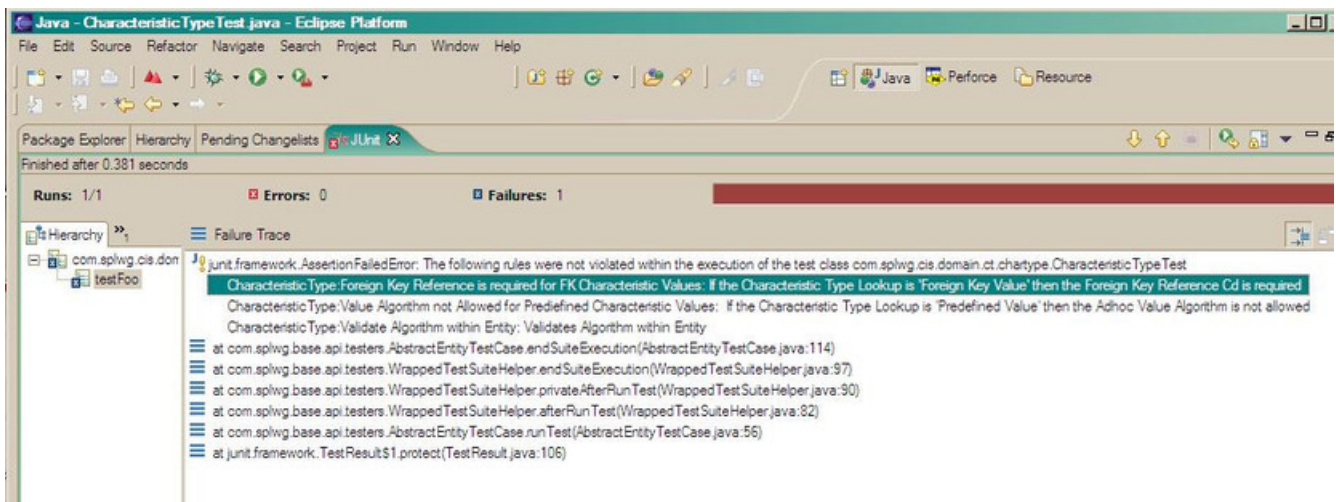 Java - CharacteristicTypeTest.java - Eclipse Platform
File Edit Source Refactor Navigate Search Project Run Window Help
Java Perforce Resource
Package Explorer Hierarchy Pending Changelists JUnit
Finished after 0.381 seconds
Runs: 1/1 Errors: 0 Failures: 1
Hierarchy »1 Failure Trace
com.splwg.cis.dom
testFoo
junit.framework.AssertionFailedError: The following rules were not violated within the execution of the test class com.splwg.cis.domain.ct.chartype.CharacteristicTypeTest
CharacteristicType:Foreign Key Reference is required for FK Characteristic Values: If the Characteristic Type Lookup is 'Foreign Key Value' then the Foreign Key Reference Cd is required
CharacteristicType:Value Algorithm not Allowed for Prediefined Characteristic Values: If the Characteristic Type Lookup is 'Predefined Value' then the Adhoc Value Algorithm is not allowed
CharacteristicType:Validate Algorithm within Entity: Validates Algorithm within Entity
at com.splwg.base.api.testers.AbstractEntityTestCase.endSuiteExecution(AbstractEntityTestCase.java:114)
at com.splwg.base.api.testers.WrappedTestSuiteHelper.endSuiteExecution(WrappedTestSuiteHelper.java:97)
at com.splwg.base.api.testers.WrappedTestSuiteHelper.privateAfterRunTest(WrappedTestSuiteHelper.java:90)
at com.splwg.base.api.testers.WrappedTestSuiteHelper.afterRunTest(WrappedTestSuiteHelper.java:82)
at com.splwg.base.api.testers.AbstractEntityTestCase.runTest(AbstractEntityTestCase.java:56)
at junit.framework.TestResult$1.protect(TestResult.java:106)